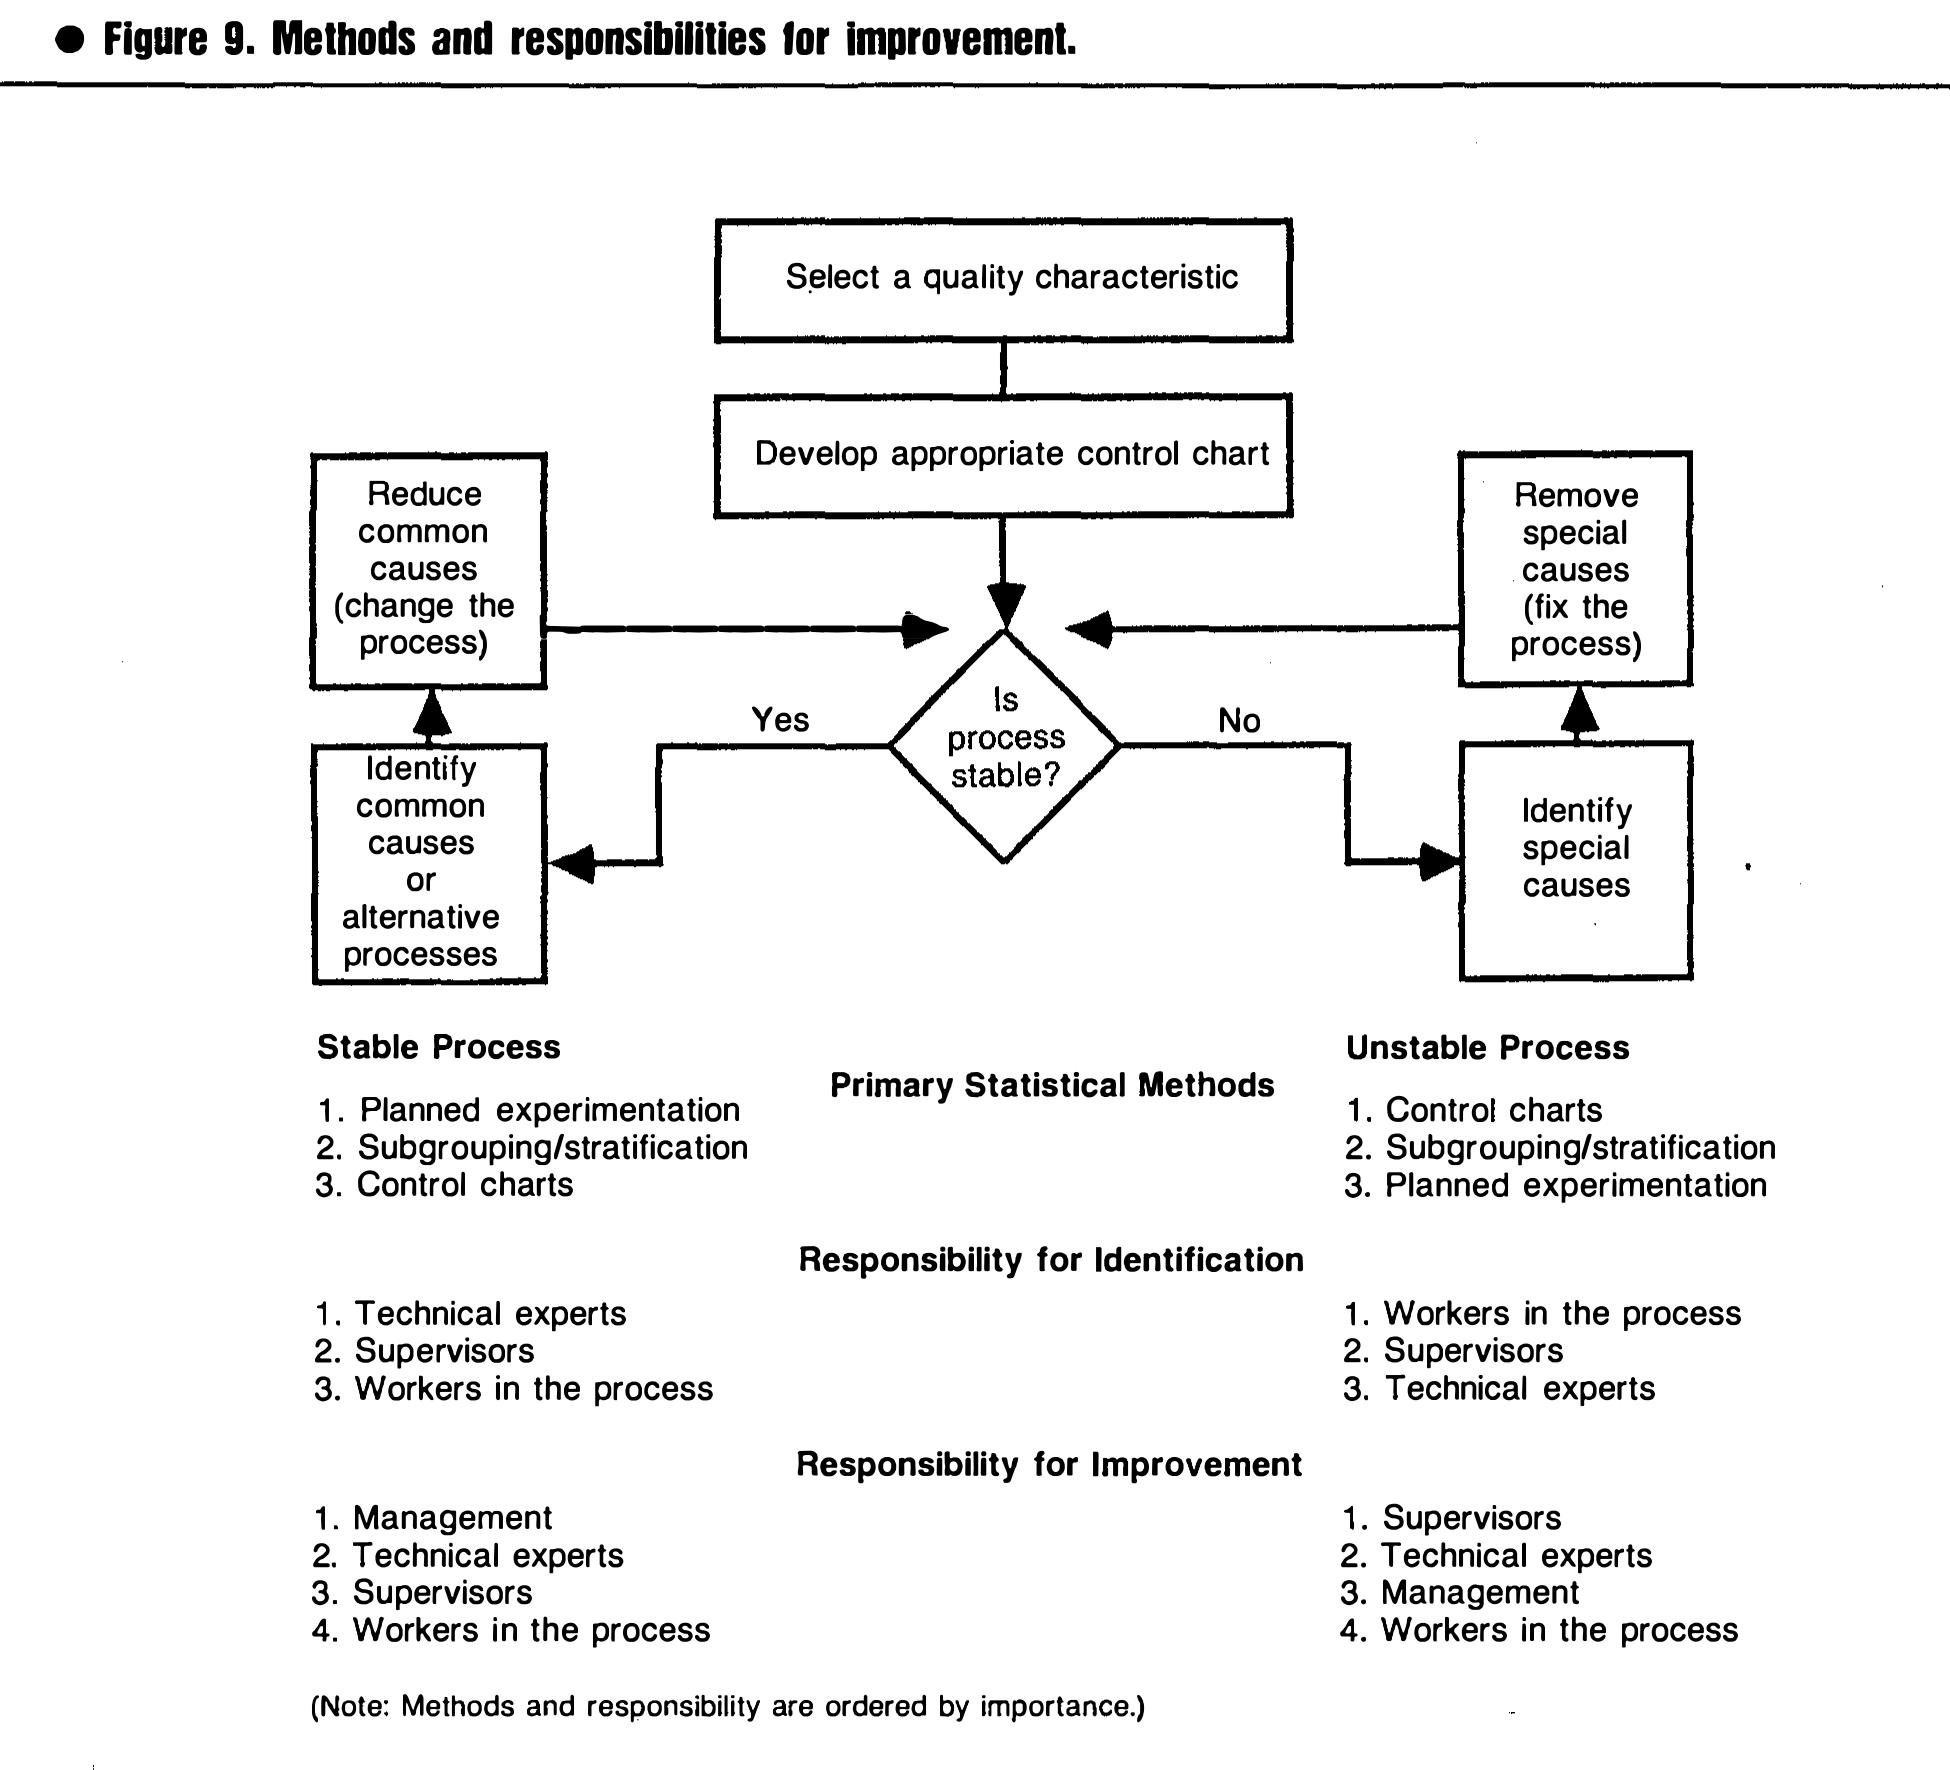 ● Figure 9. Methods and responsibilities for improvement.
Select a quality characteristic
Develop appropriate control chart
Reduce
common
causes
(change the
process)
Remove
special
causes
(fix the
process)
Is
process
stable?
Yes
No
Identify
common
causes
or
alternative
processes
Identify
special
causes
Stable Process
Unstable Process
Primary Statistical Methods
1. Planned experimentation
2. Subgrouping/stratification
3. Control charts
1. Control charts
2. Subgrouping/stratification
3. Planned experimentation
Responsibility for Identification
1. Technical experts
2. Supervisors
3. Workers in the process
1. Workers in the process
2. Supervisors
3. Technical experts
Responsibility for Improvement
1. Management
2. Technical experts
3. Supervisors
4. Workers in the process
1. Supervisors
2. Technical experts
3. Management
4. Workers in the process
(Note: Methods and responsibility are ordered by importance.)